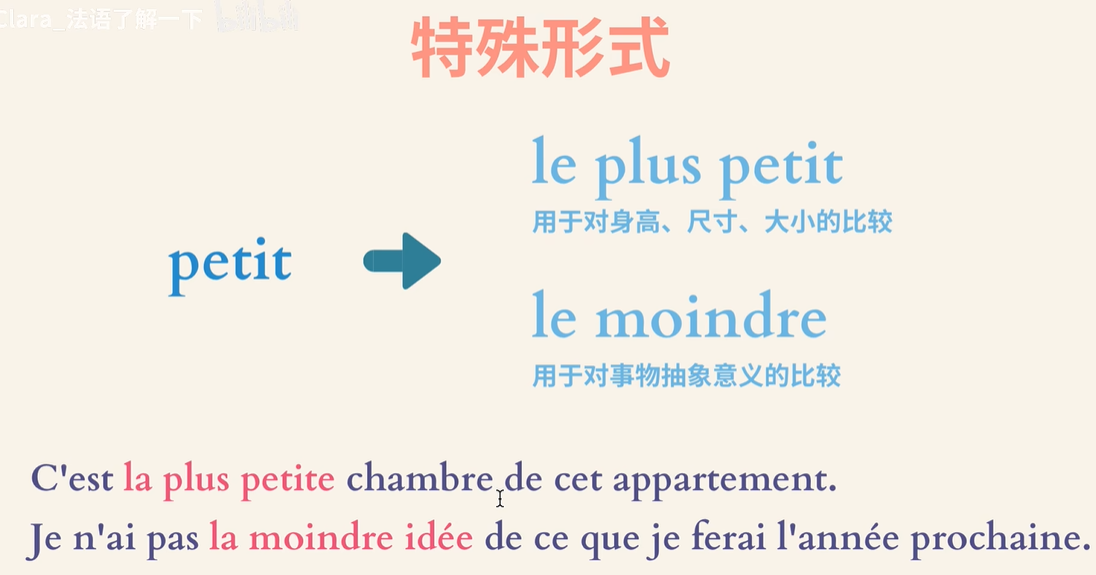 Clara_法语了解一下 bilibili
特殊形式
le plus petit
用于对身高、尺寸、大小的比较
petit
le moindre
用于对事物抽象意义的比较
C'est la plus petite chambre de cet appartement.
Je n'ai pas la moindre idée de ce que je ferai l'année prochaine.